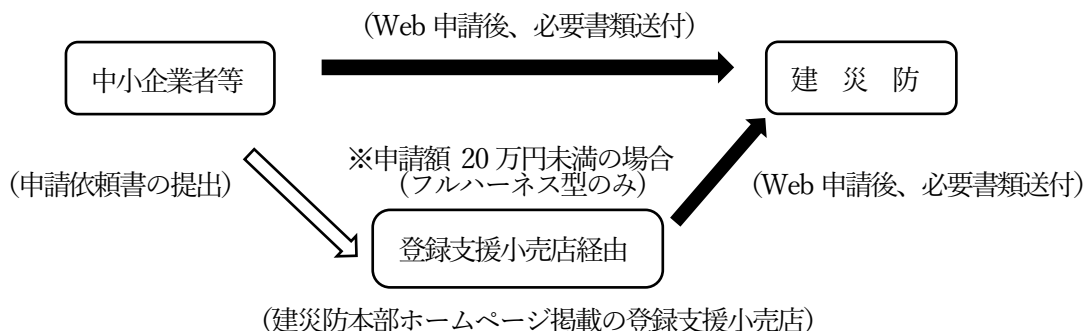 (Web 申請後、必要書類送付)
中小企業者等
建 災 防
※申請額 20 万円未満の場合
(フルハーネス型のみ)
(申請依頼書の提出)
(Web 申請後、必要書類送付)
登録支援小売店経由
(建災防本部ホームページ掲載の登録支援小売店)